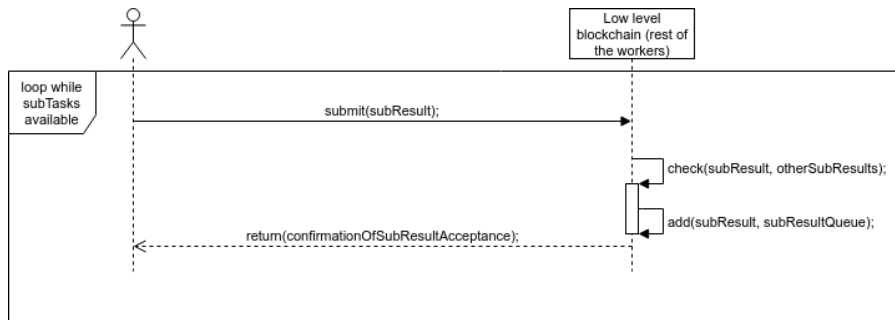 Low level
blockchain (rest of
the workers)
loop while
subTasks
available
submit(subResult);
check(subResult, otherSubResults);
add(subResult, subResultQueue);
return(confirmationOfSubResultAcceptance);